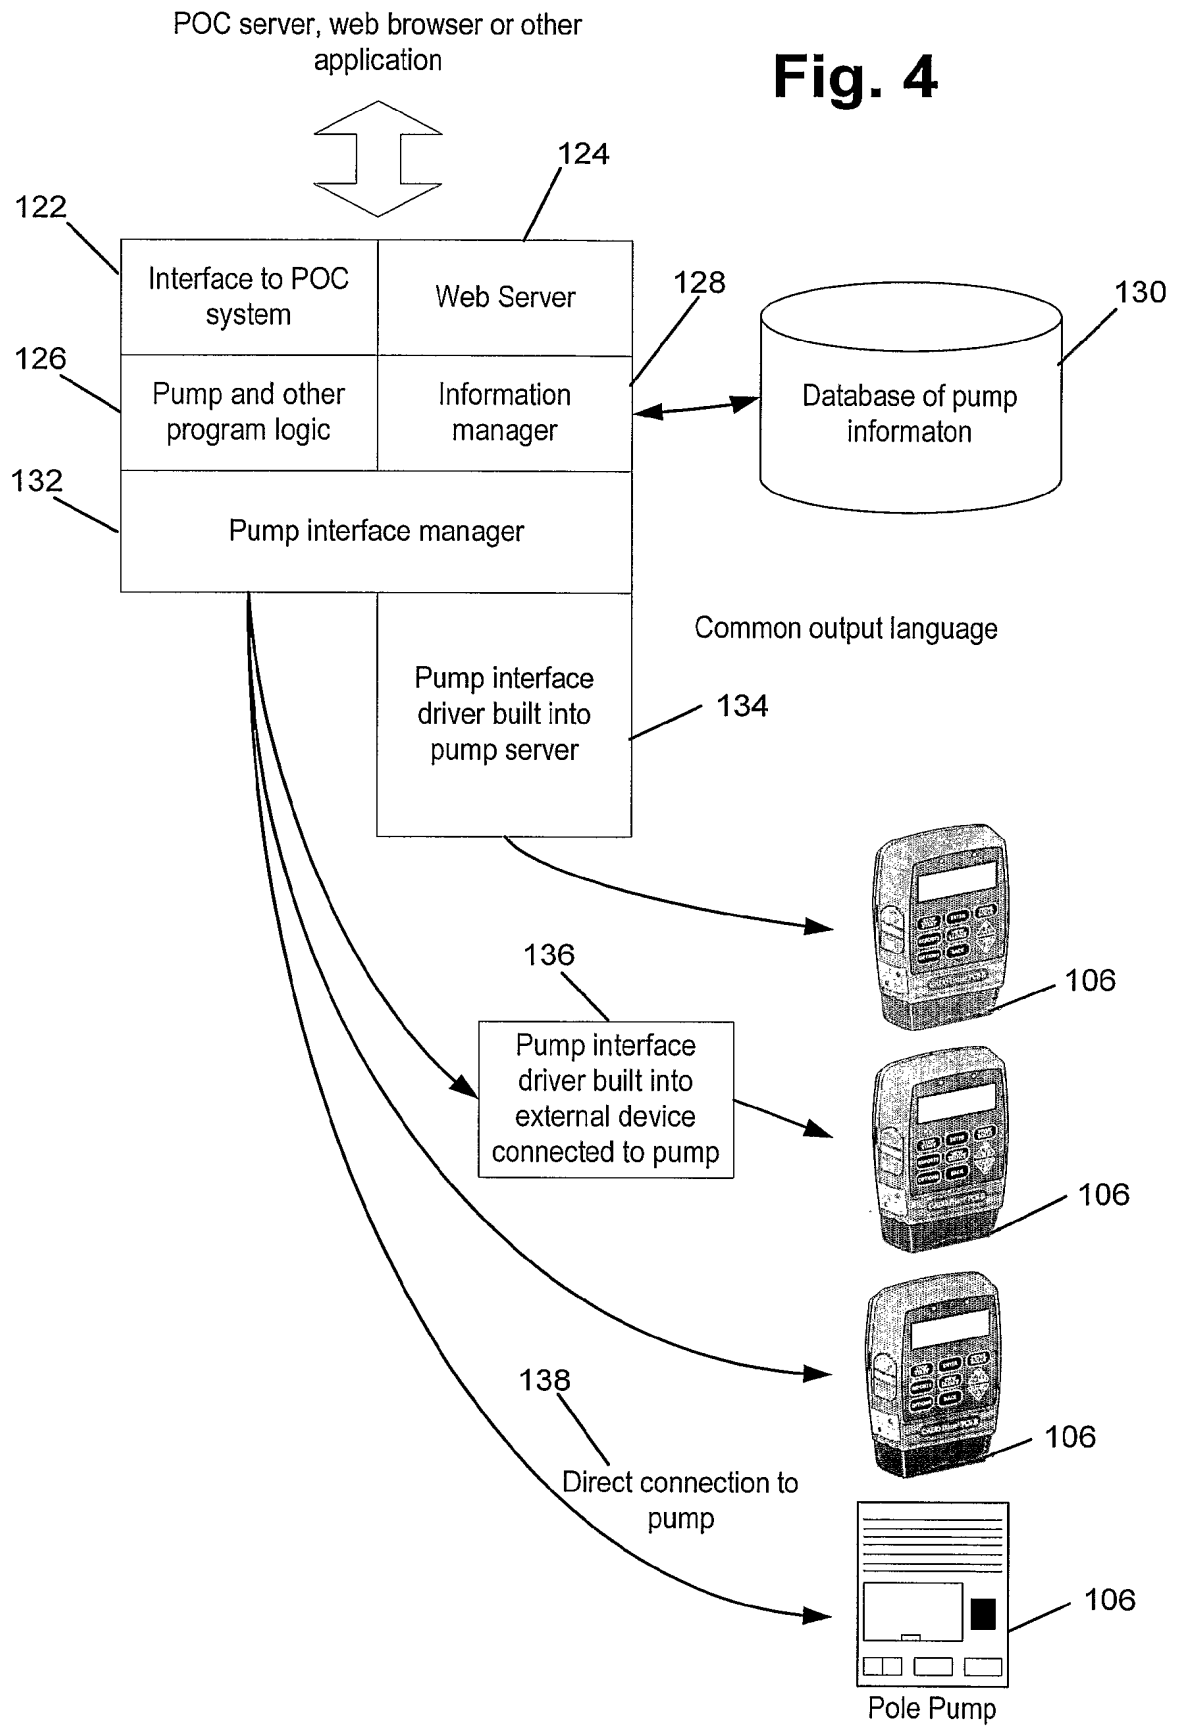 POC server, web browser or other
application
Fig. 4
124
122
Interface to POC
system
Web Server
128
130
126
Pump and other
program logic
Information
manager
Database of pump
informaton
132
Pump interface manager
Common output language
Pump interface
driver built into
pump server
134
136
106
Pump interface
driver built into
external device
connected to pump
106
138
106
Direct connection to
pump
106
Pole Pump